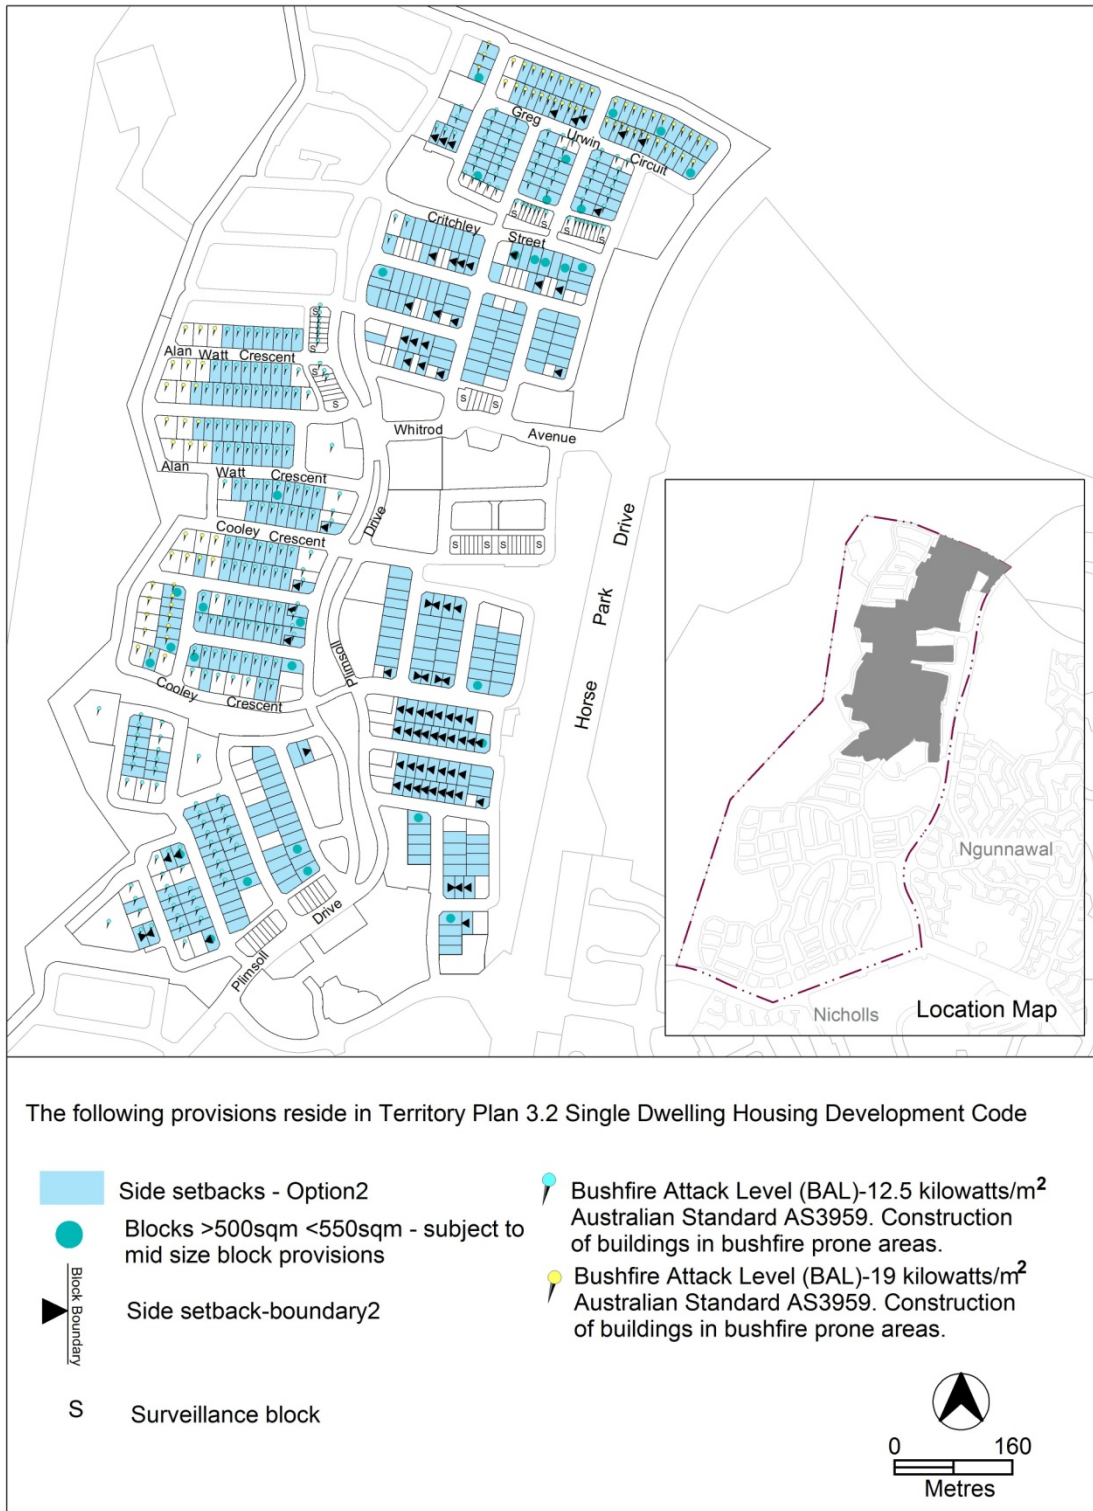 Greg
Urwin
Circuit
Critchley
Street
S
S
S
S
S
S
Alan Watt Crescent
S
S
S
S
Whitrod
Avenue
Alan Watt Crescent
Drive
Cooley Crescent
S S S S
Horse Park Drive
Plimsoll
Cooley
Crescent
Plimsoll
Drive
Ngunnawal
Nicholls
Location Map
The following provisions reside in Territory Plan 3.2 Single Dwelling Housing Development Code
Side setbacks - Option2
Blocks >500sqm <550sqm - subject to
mid size block provisions
Block Boundary
Side setback-boundary2
S
Surveillance block
Bushfire Attack Level (BAL)-12.5 kilowatts/m²
Australian Standard AS3959. Construction
of buildings in bushfire prone areas.
Bushfire Attack Level (BAL)-19 kilowatts/m²
Australian Standard AS3959. Construction
of buildings in bushfire prone areas.
0 160
Metres